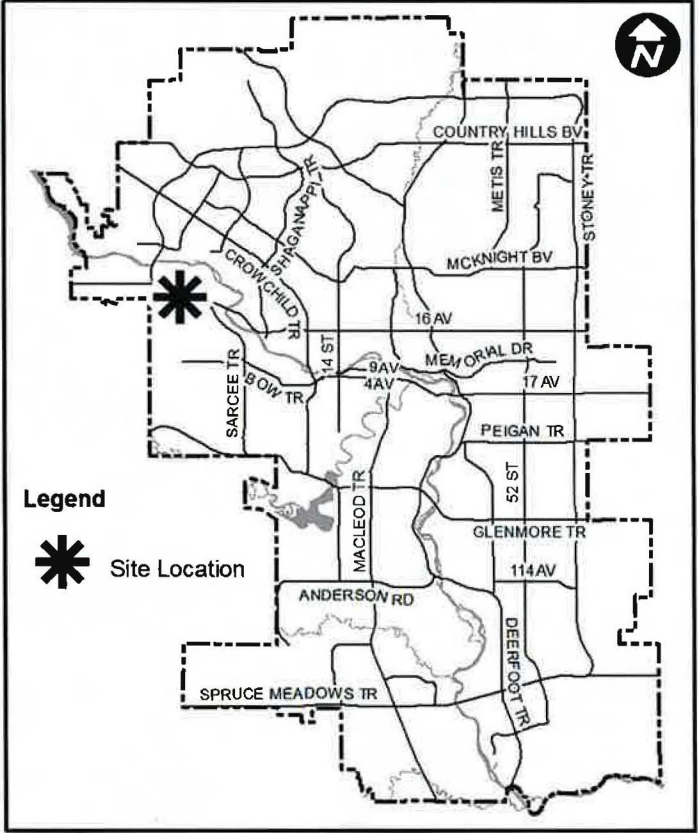 N
COUNTRY HILLS BV
METIS TR
STONEY TR
SHAGANAPPI TR
MCKNIGHT BV
CROWCHILD TR
16 AV
14 ST
MEMORIAL DR
9 AV
4 AV
17 AV
SARCEE TR
BOW TR
PEIGAN TR
52 ST
MACLEOD TR
GLENMORE TR
Legend
Site Location
114 AV
ANDERSON RD
DEERFOOT TR
SPRUCE MEADOWS TR